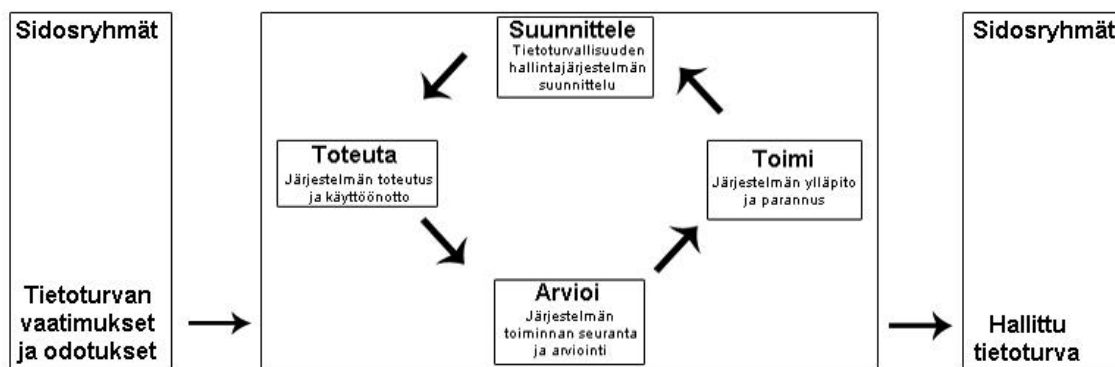 Sidosryhmät
Tietoturvan
vaatimukset
ja odotukset
Suunnittele
Tietoturvallisuuden
hallintajärjestelmän
suunnittelu
Toteuta
Järjestelmän toteutus
ja käyttöönotto
Toimi
Järjestelmän ylläpito
ja parannus
Arvioi
Järjestelmän
toiminnan seuranta
ja arviointi
Sidosryhmät
Hallittu
tietoturva